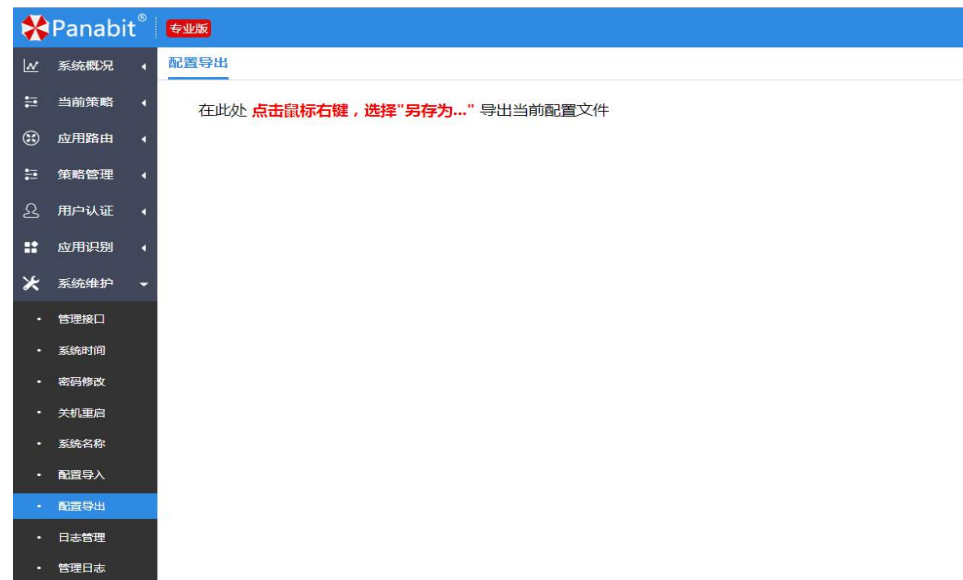 Panabit® 专业版
系统概况
当前策略
应用路由
策略管理
用户认证
应用识别
系统维护
管理接口
系统时间
密码修改
关机重启
系统名称
配置导入
配置导出
日志管理
管理日志
配置导出
在此处 点击鼠标右键，选择"另存为..." 导出当前配置文件